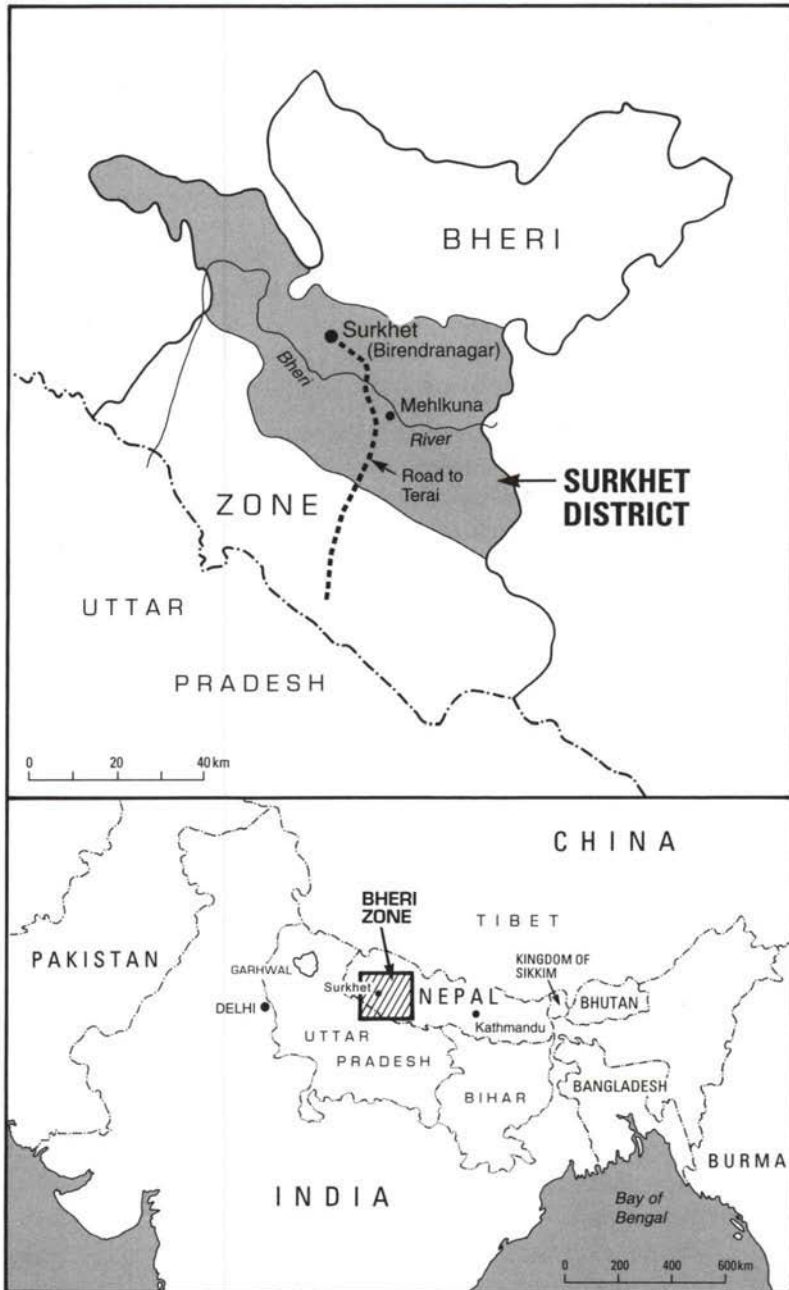 BHERI
Surkhet
(Birendranagar)
Bheri
Mehlkuna
River
Road to
Terai
SURKHET
DISTRICT
ZONE
UTTAR
PRADESH
0 20 40 km
CHINA
BHERI
ZONE
TIBET
PAKISTAN
KINGDOM OF
SIKKIM
GARHWAL
Surkhet
NEPAL
BHUTAN
DELHI
Kathmandu
UTTAR
PRADESH
BANGLADESH
BIHAR
BURMA
INDIA
Bay of
Bengal
0 200 400 600km